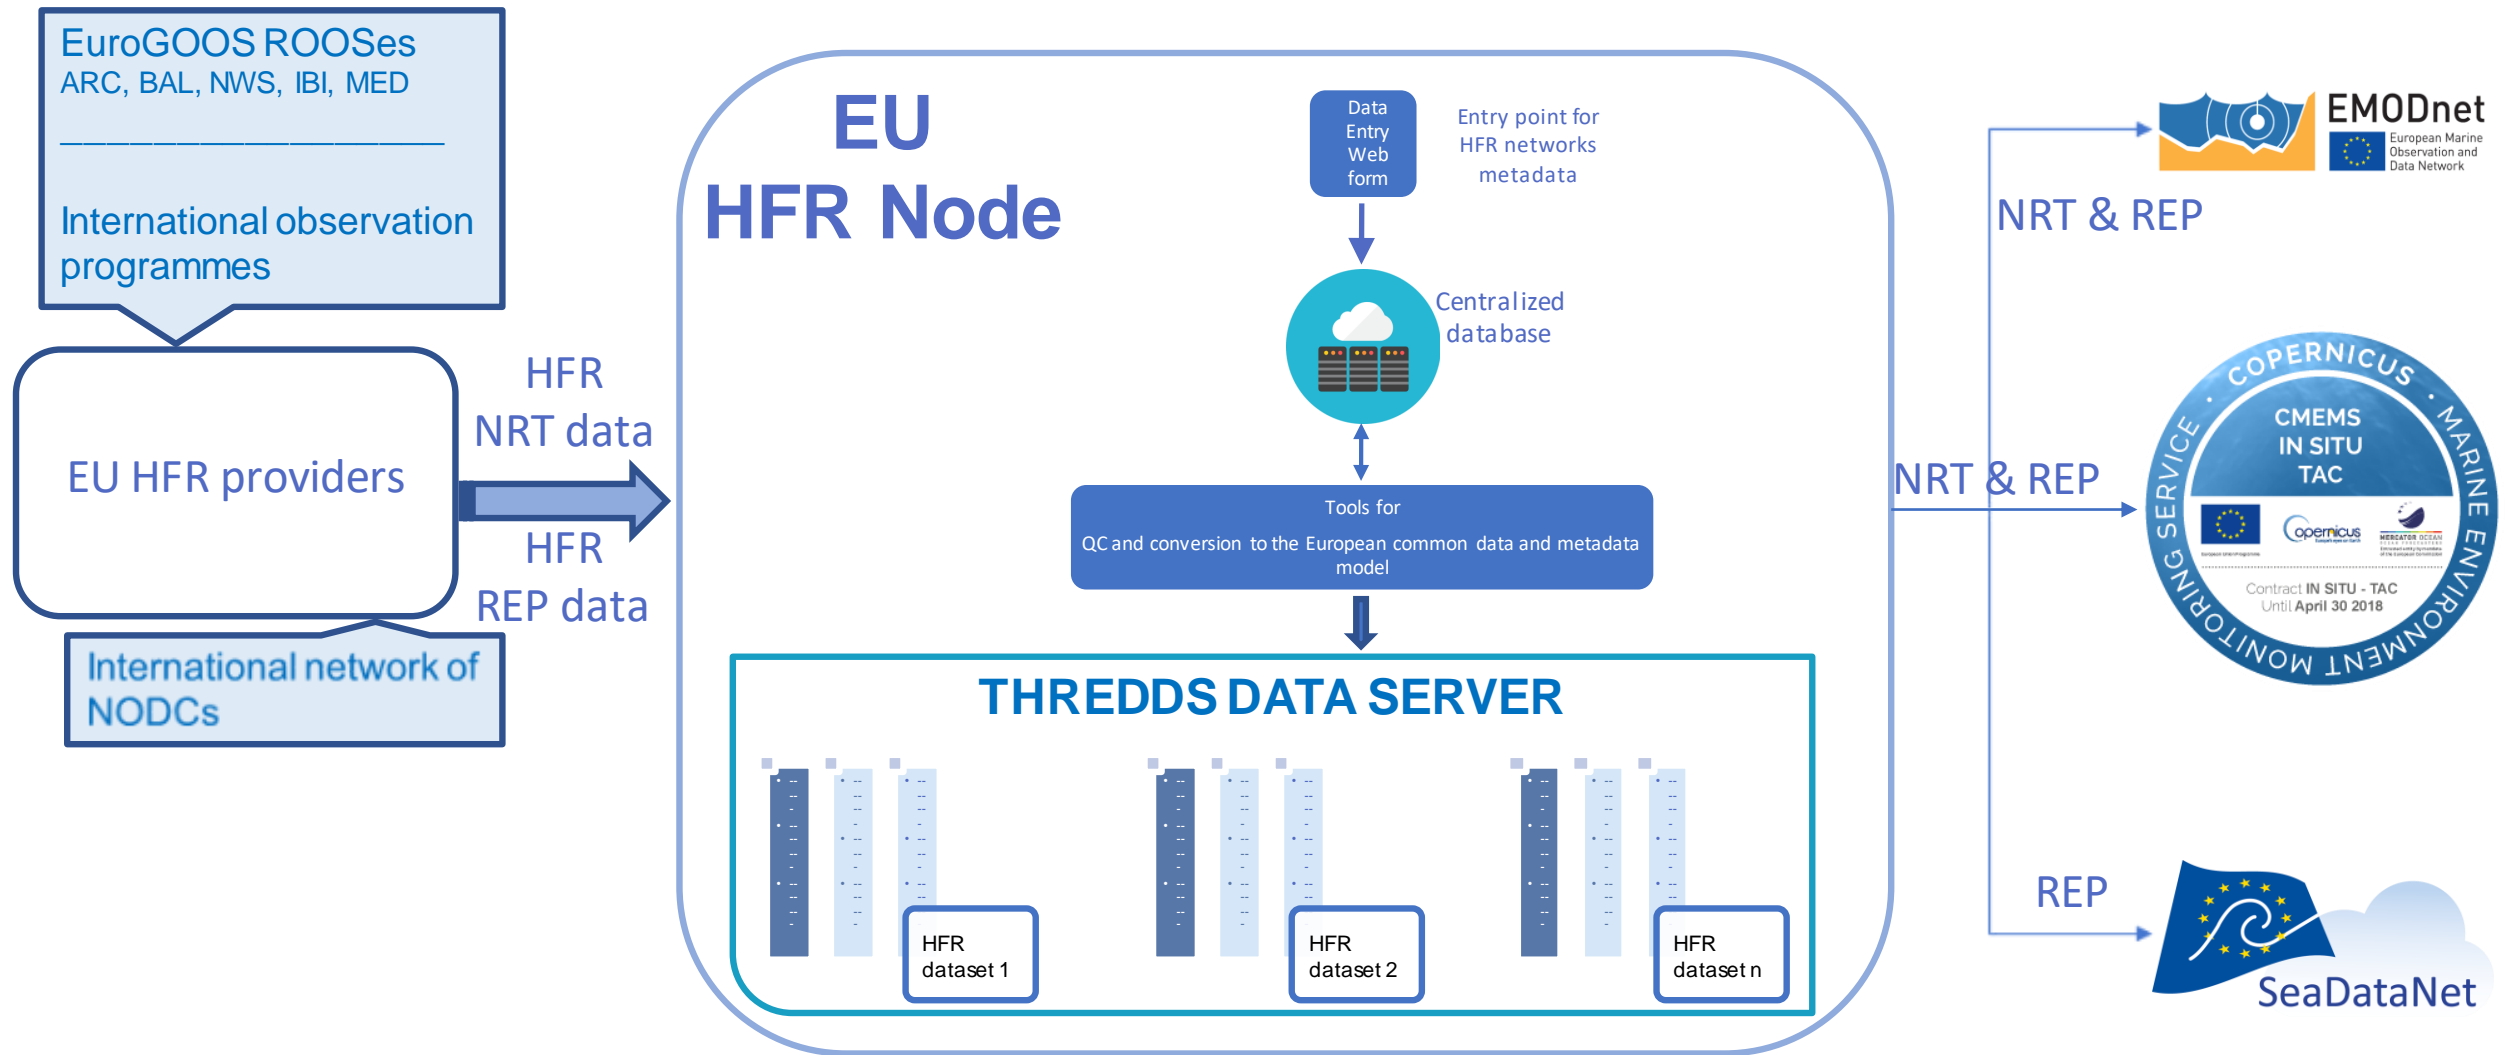 EuroGOOS ROOSes
ARC, BAL, NWS, IBI, MED
International observation
programmes
EU HFR providers
International network of
NODCs
HFR
NRT data
HFR
REP data
EU
HFR Node
Data
Entry
Web
form
Entry point for
HFR networks
metadata
Centralized
database
Tools for
QC and conversion to the European common data and metadata
model
THREDDS DATA SERVER
HFR
dataset 1
HFR
dataset 2
HFR
dataset n
NRT & REP
NRT & REP
REP
EMODnet
European Marine
Observation and
Data Network
COPERNICUS • MARINE ENVIRONMENT MONITORING SERVICE •
CMEMS
IN SITU
TAC
Copernicus
MERCATOR OCEAN
Contract IN SITU - TAC
Until April 30 2018
SeaDataNet